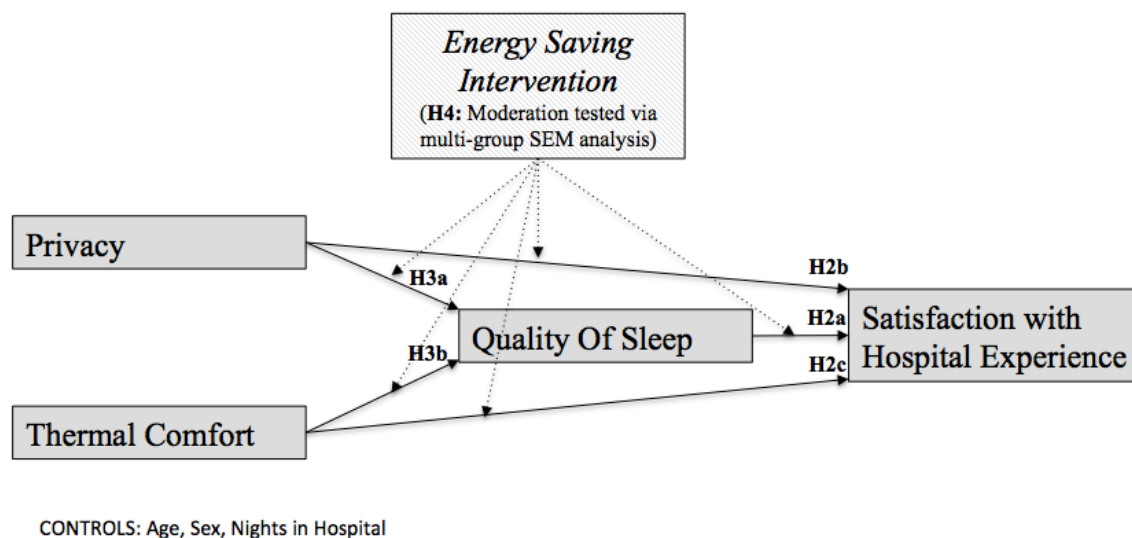 Energy Saving
Intervention
(H4: Moderation tested via
multi-group SEM analysis)
Privacy
H2b
H3a
Quality Of Sleep
H2a
Satisfaction with
Hospital Experience
H3b
H2c
Thermal Comfort
CONTROLS: Age, Sex, Nights in Hospital